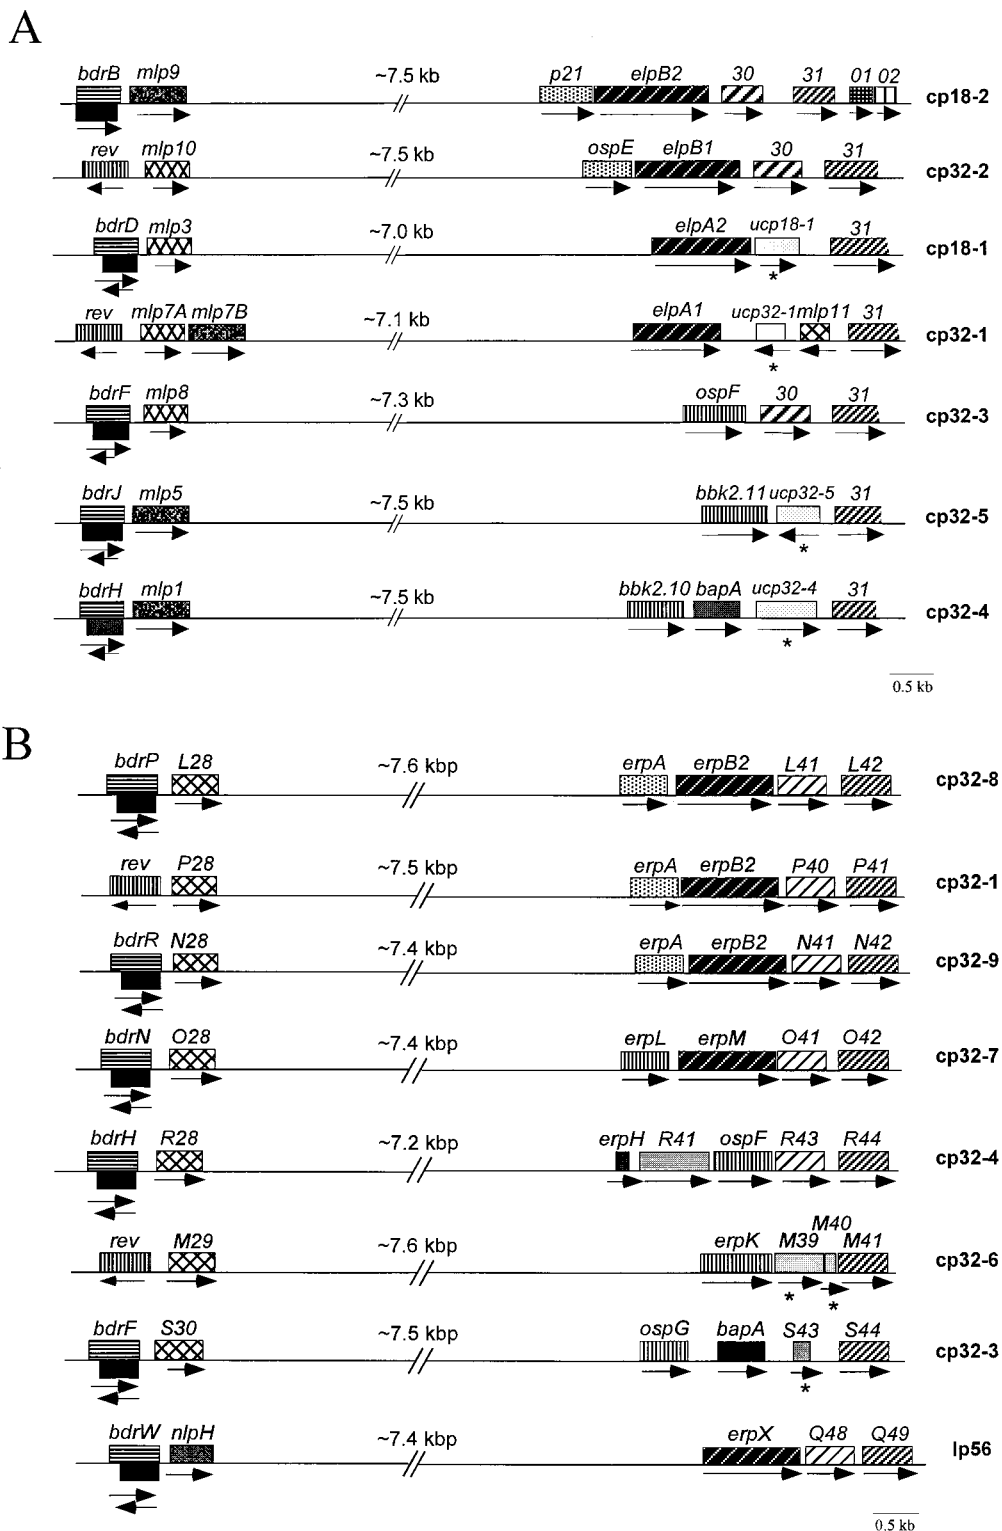 A
bdrB mlp9 ~7.5 kb p21 elpB2 30 31 01 02 cp18-2
rev mlp10 ~7.5 kb ospE elpB1 30 31 cp32-2
bdrD mlp3 ~7.0 kb elpA2 ucp18-1 31 cp18-1
*
rev mlp7A mlp7B ~7.1 kb elpA1 ucp32-1 mlp11 31 cp32-1
*
bdrF mlp8 ~7.3 kb ospF 30 31 cp32-3
bdrJ mlp5 ~7.5 kb bbk2.11 ucp32-5 31 cp32-5
*
bdrH mlp1 ~7.5 kb bbk2.10 bapA ucp32-4 31 cp32-4
*
0.5 kb
B
bdrP L28 ~7.6 kbp erpA erpB2 L41 L42 cp32-8
rev P28 ~7.5 kbp erpA erpB2 P40 P41 cp32-1
bdrR N28 ~7.4 kbp erpA erpB2 N41 N42 cp32-9
bdrN O28 ~7.4 kbp erpL erpM O41 O42 cp32-7
bdrH R28 ~7.2 kbp erpH R41 ospF R43 R44 cp32-4
M40
rev M29 ~7.6 kbp erpK M39 M41 cp32-6
* *
bdrF S30 ~7.5 kbp ospG bapA S43 S44 cp32-3
*
bdrW nlpH ~7.4 kbp erpX Q48 Q49 lp56
0.5 kb